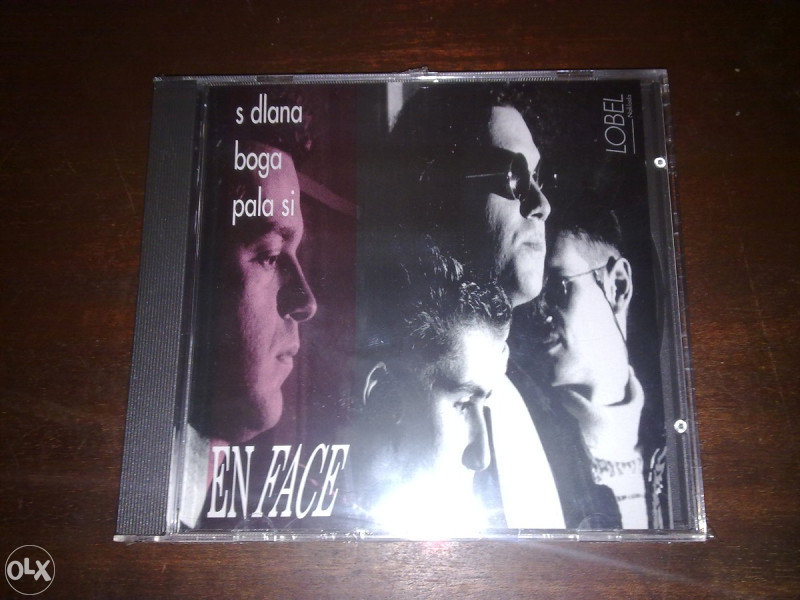 s dlana
boga
pala si
LOBEL
EN FACE
OLX